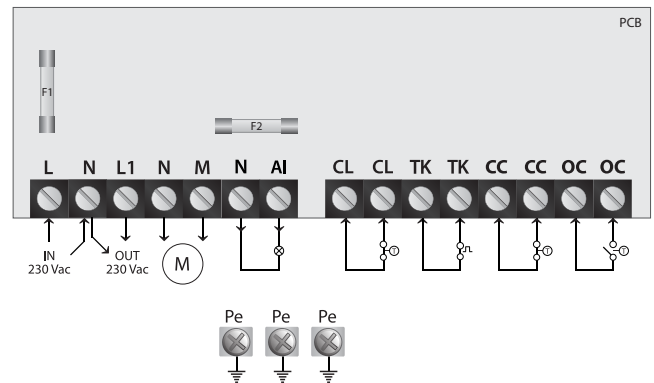 PCB
F1
F2
L N L1 N M N AI CL CL TK TK CC CC OC OC
IN
230 Vac
OUT
230 Vac
M
T T T
Pe Pe Pe